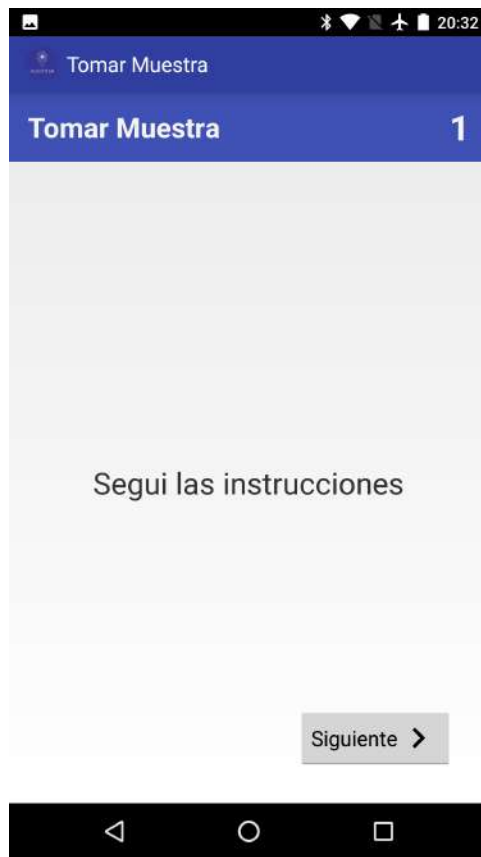 20:32
Tomar Muestra
Tomar Muestra 1
Segui las instrucciones
Siguiente